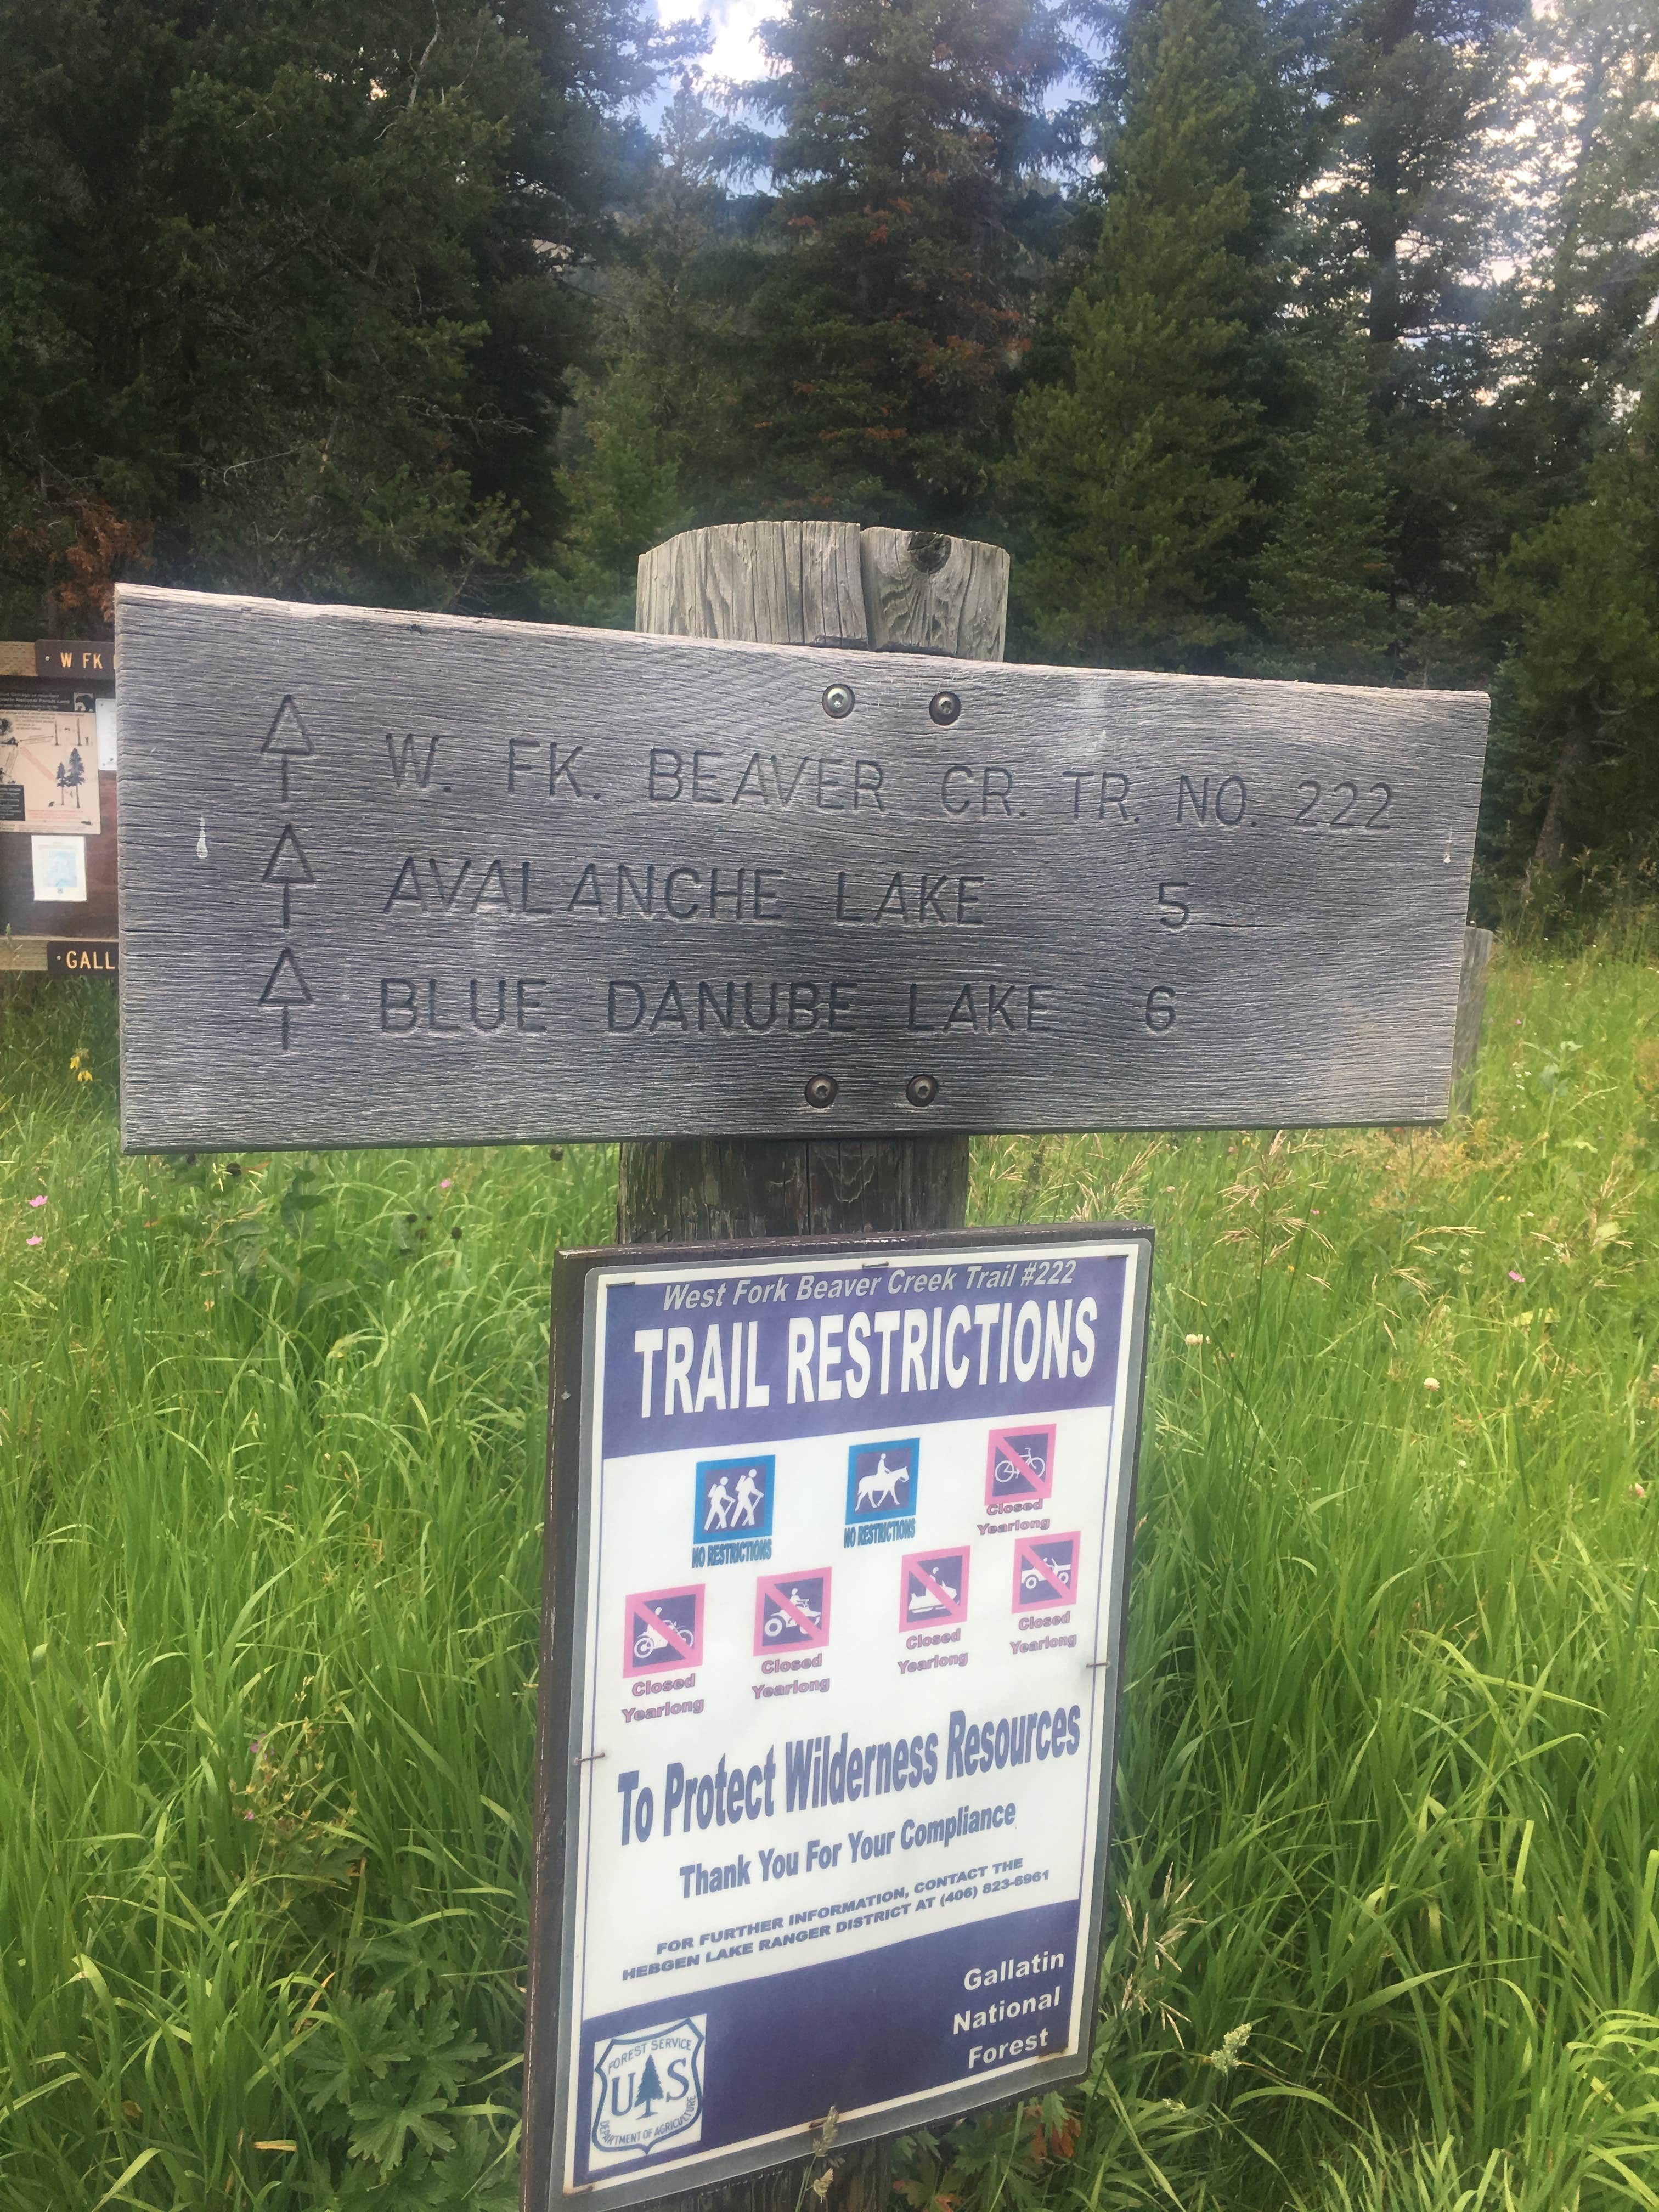 W FK
GALL
W. FK. BEAVER CR. TR. NO. 222
AVALANCHE LAKE 5
BLUE DANUBE LAKE 6
West Fork Beaver Creek Trail #222
TRAIL RESTRICTIONS
NO RESTRICTIONS
NO RESTRICTIONS
Closed
Yearlong
Closed
Yearlong
Closed
Yearlong
Closed
Yearlong
Closed
Yearlong
To Protect Wilderness Resources
Thank You For Your Compliance
FOR FURTHER INFORMATION, CONTACT THE
HEBGEN LAKE RANGER DISTRICT AT (406) 823-6961
Gallatin
National
Forest
FOREST SERVICE
U S
DEPARTMENT OF AGRICULTURE